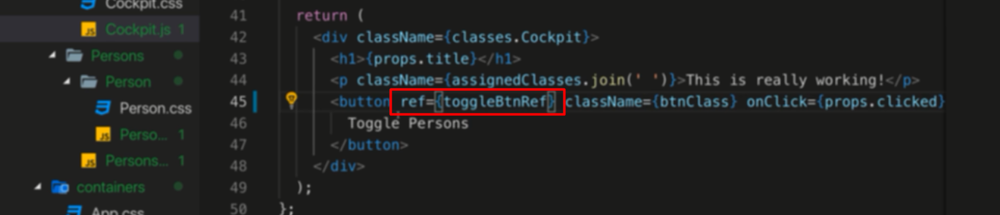 Cockpit.css
Cockpit.js 1
Persons
Person
Person.css
Perso... 1
Persons... 1
containers
App.css
41 return (
42 <div className={classes.Cockpit}>
43 <h1>{props.title}</h1>
44 <p className={assignedClasses.join(' ')}>This is really working!</p>
45 <button ref={toggleBtnRef} className={btnClass} onClick={props.clicked}
46 Toggle Persons
47 </button>
48 </div>
49 );
50 };